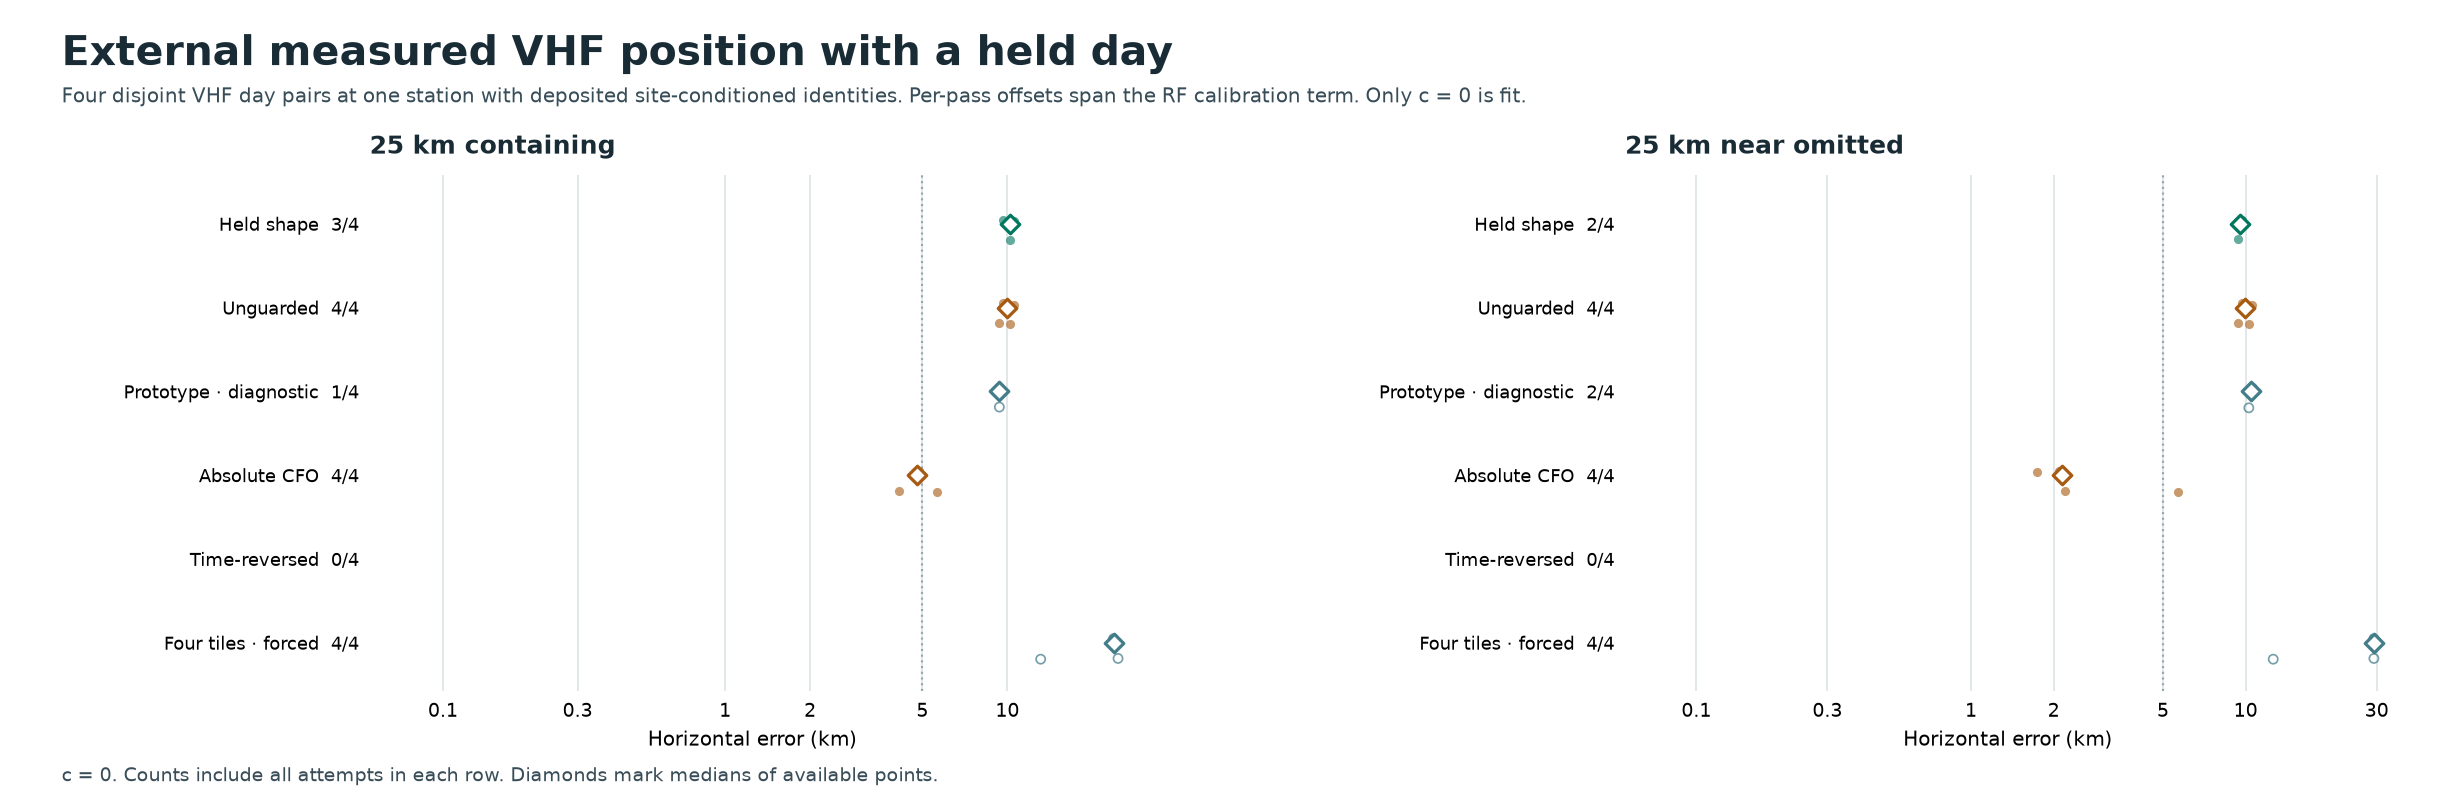 External measured VHF position with a held day
Four disjoint VHF day pairs at one station with deposited site-conditioned identities. Per-pass offsets span the RF calibration term. Only c = 0 is fit.
25 km containing
Held shape 3/4
Unguarded 4/4
Prototype · diagnostic 1/4
Absolute CFO 4/4
Time-reversed 0/4
Four tiles · forced 4/4
0.1 0.3 1 2 5 10
Horizontal error (km)
25 km near omitted
Held shape 2/4
Unguarded 4/4
Prototype · diagnostic 2/4
Absolute CFO 4/4
Time-reversed 0/4
Four tiles · forced 4/4
0.1 0.3 1 2 5 10 30
Horizontal error (km)
c = 0. Counts include all attempts in each row. Diamonds mark medians of available points.